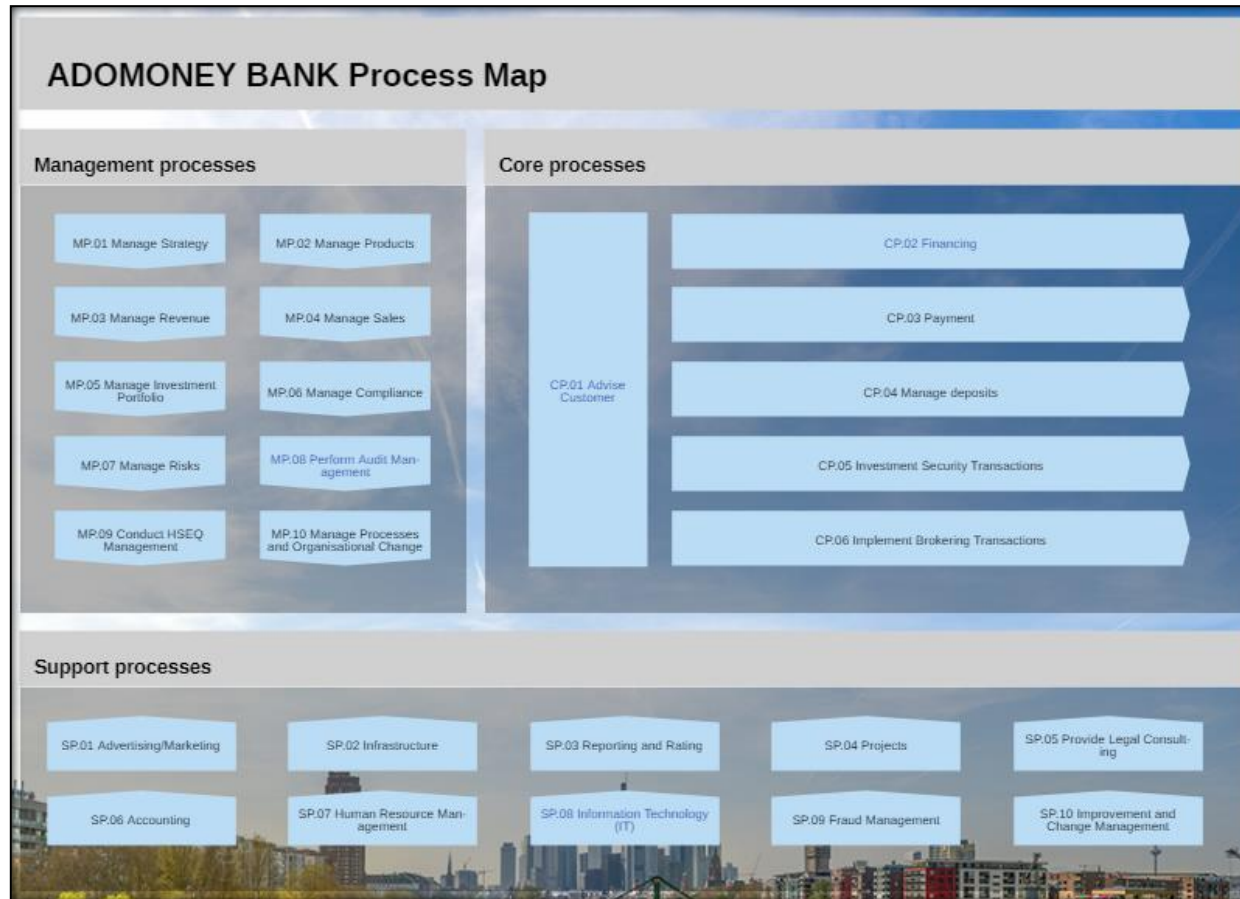 ADOMONEY BANK Process Map
Management processes
MP.01 Manage Strategy
MP.02 Manage Products
MP.03 Manage Revenue
MP.04 Manage Sales
MP.05 Manage Investment
Portfolio
MP.06 Manage Compliance
MP.07 Manage Risks
MP.08 Perform Audit Man-
agement
MP.09 Conduct HSEQ
Management
MP.10 Manage Processes
and Organisational Change
Core processes
CP.01 Advise
Customer
CP.02 Financing
CP.03 Payment
CP.04 Manage deposits
CP.05 Investment Security Transactions
CP.06 Implement Brokering Transactions
Support processes
SP.01 Advertising/Marketing
SP.02 Infrastructure
SP.03 Reporting and Rating
SP.04 Projects
SP.05 Provide Legal Consult-
ing
SP.06 Accounting
SP.07 Human Resource Man-
agement
SP.08 Information Technology
(IT)
SP.09 Fraud Management
SP.10 Improvement and
Change Management